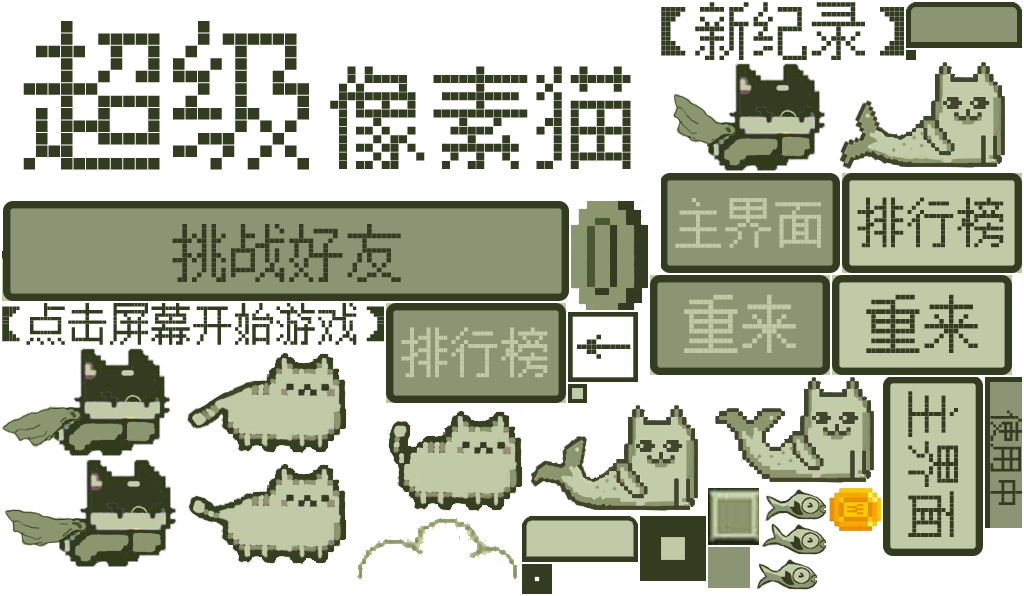 超级
像素猫
【新纪录】
主界面
排行榜
挑战好友
重来
重来
【点击屏幕开始游戏】
排行榜
主界面
使用中